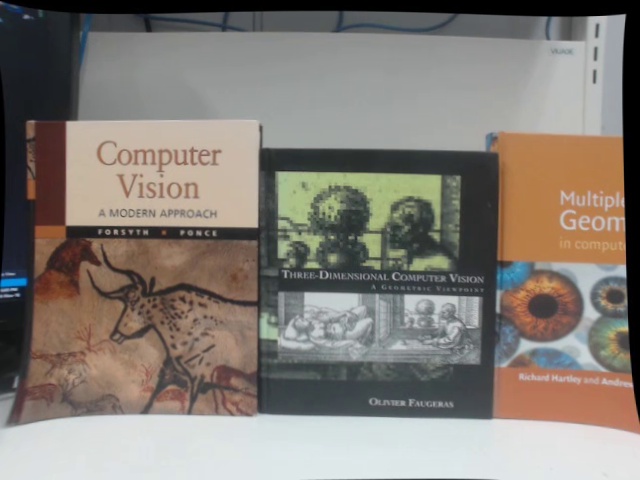 Computer
Vision
A MODERN APPROACH
FORSYTH PONCE
THREE-DIMENSIONAL COMPUTER VISION
A GEOMETRIC VIEWPOINT
OLIVIER FAUGERAS
Multiple
Geom
in compute
Richard Hartley and Andrew